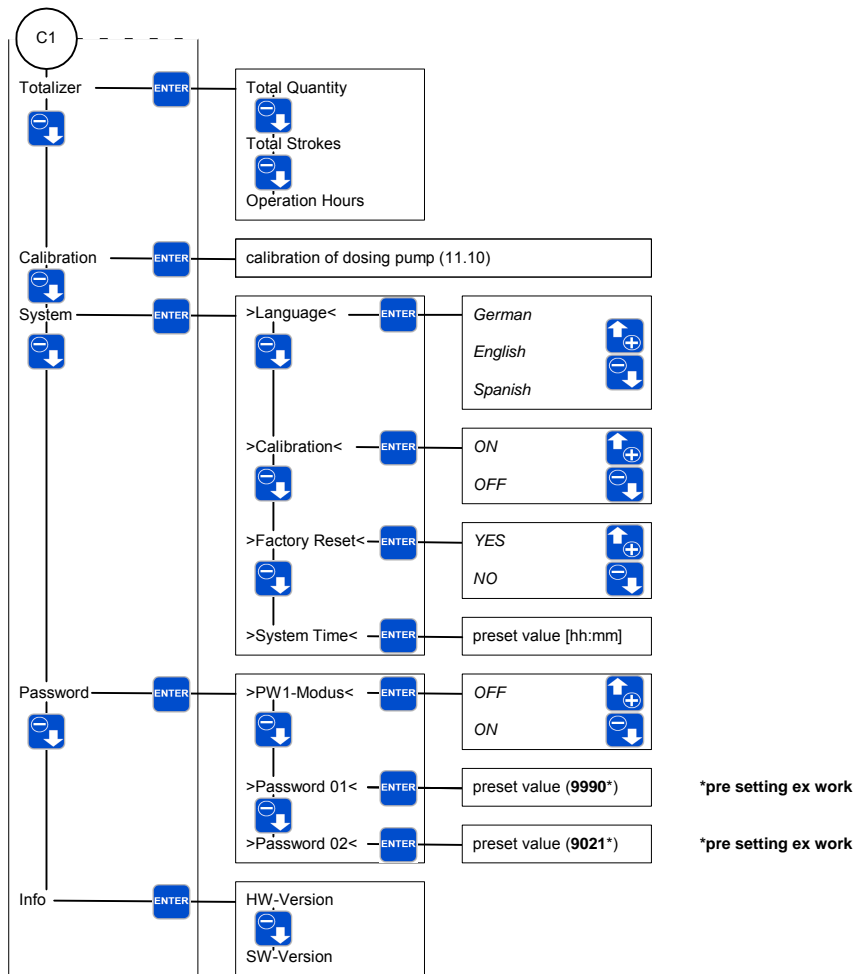 C1
Totalizer ENTER Total Quantity
Total Strokes
Operation Hours
Calibration ENTER calibration of dosing pump (11.10)
System ENTER >Language< ENTER German
English
Spanish
>Calibration< ENTER ON
OFF
>Factory Reset< ENTER YES
NO
>System Time< ENTER preset value [hh:mm]
Password ENTER >PW1-Modus< ENTER OFF
ON
>Password 01< ENTER preset value (9990*) *pre setting ex work
>Password 02< ENTER preset value (9021*) *pre setting ex work
Info ENTER HW-Version
SW-Version